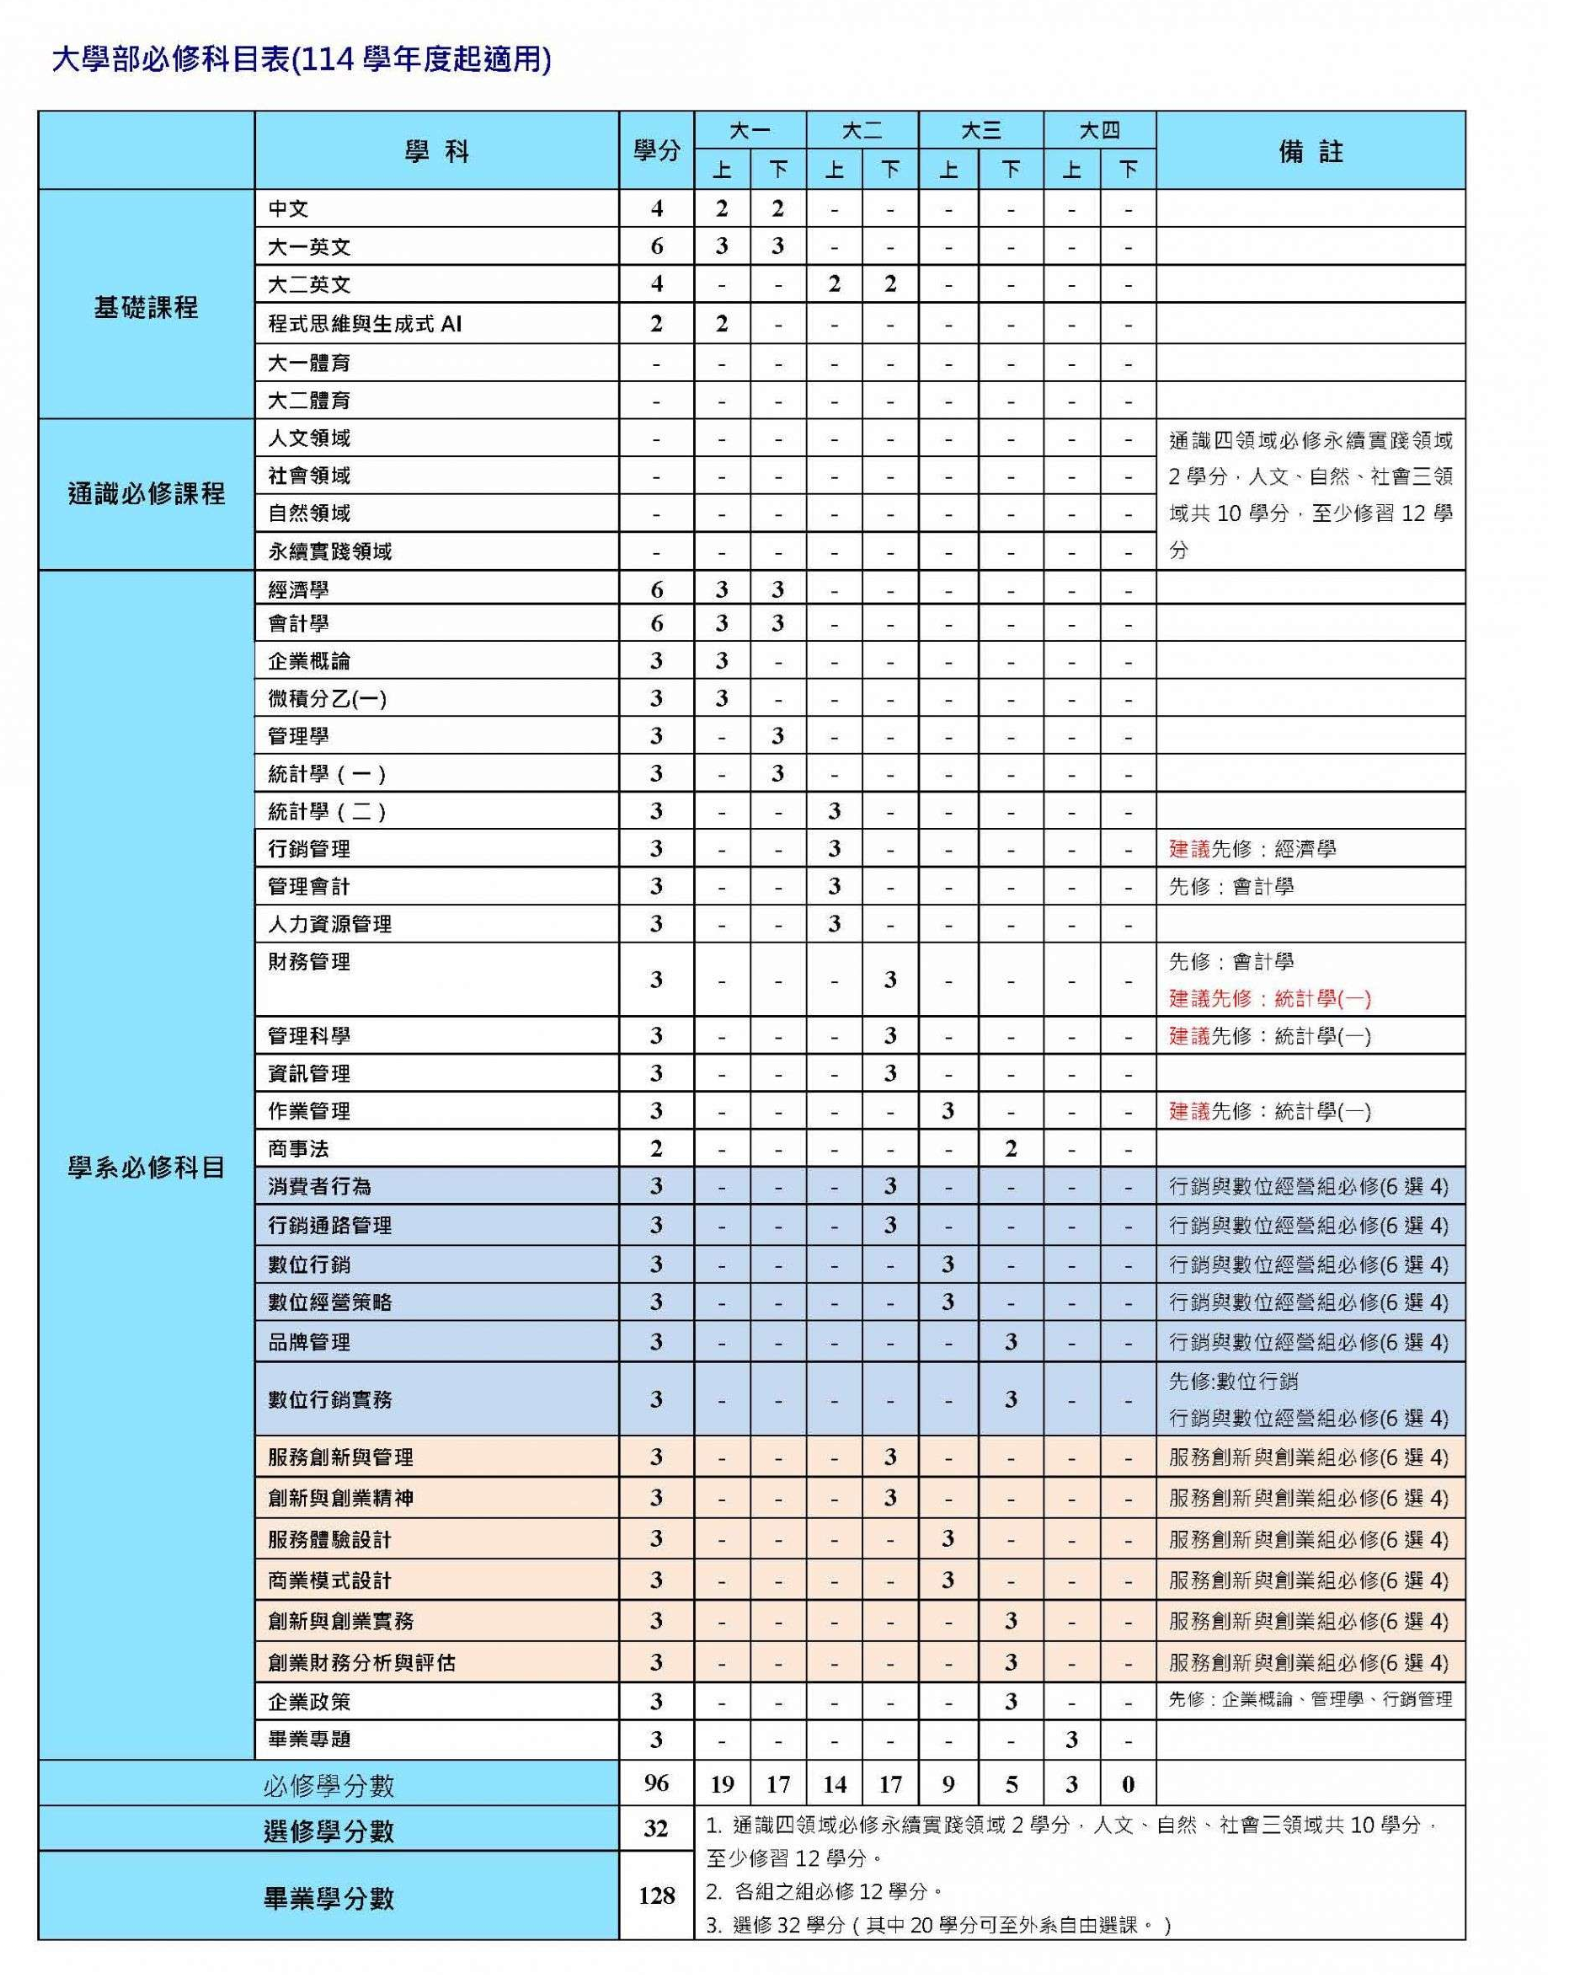 大學部必修科目表(114 學年度起適用)
學 科 學分 大一 大二 大三 大四 備 註
上 下 上 下 上 下 上 下
基礎課程
中文 4 2 2 - - - - - -
大一英文 6 3 3 - - - - - -
大二英文 4 - - 2 2 - - - -
程式思維與生成式 AI 2 2 - - - - - - -
大一體育 - - - - - - - - -
大二體育 - - - - - - - - -
通識必修課程
人文領域 - - - - - - - - -
社會領域 - - - - - - - - -
自然領域 - - - - - - - - -
永續實踐領域 - - - - - - - - -
通識四領域必修永續實踐領域
2 學分，人文、自然、社會三領
域共 10 學分，至少修習 12 學
分
學系必修科目
經濟學 6 3 3 - - - - - -
會計學 6 3 3 - - - - - -
企業概論 3 3 - - - - - - -
微積分乙(一) 3 3 - - - - - - -
管理學 3 - 3 - - - - - -
統計學（一） 3 - 3 - - - - - -
統計學（二） 3 - - 3 - - - - -
行銷管理 3 - - 3 - - - - - 建議先修：經濟學
管理會計 3 - - 3 - - - - - 先修：會計學
人力資源管理 3 - - 3 - - - - -
財務管理 3 - - - 3 - - - - 先修：會計學
建議先修：統計學(一)
管理科學 3 - - - 3 - - - - 建議先修：統計學(一)
資訊管理 3 - - - 3 - - - -
作業管理 3 - - - - 3 - - - 建議先修：統計學(一)
商事法 2 - - - - - 2 - -
消費者行為 3 - - - 3 - - - - 行銷與數位經營組必修(6 選 4)
行銷通路管理 3 - - - 3 - - - - 行銷與數位經營組必修(6 選 4)
數位行銷 3 - - - - 3 - - - 行銷與數位經營組必修(6 選 4)
數位經營策略 3 - - - - 3 - - - 行銷與數位經營組必修(6 選 4)
品牌管理 3 - - - - - 3 - - 行銷與數位經營組必修(6 選 4)
數位行銷實務 3 - - - - - 3 - - 先修:數位行銷
行銷與數位經營組必修(6 選 4)
服務創新與管理 3 - - - 3 - - - - 服務創新與創業組必修(6 選 4)
創新與創業精神 3 - - - 3 - - - - 服務創新與創業組必修(6 選 4)
服務體驗設計 3 - - - - 3 - - - 服務創新與創業組必修(6 選 4)
商業模式設計 3 - - - - 3 - - - 服務創新與創業組必修(6 選 4)
創新與創業實務 3 - - - - - 3 - - 服務創新與創業組必修(6 選 4)
創業財務分析與評估 3 - - - - - 3 - - 服務創新與創業組必修(6 選 4)
企業政策 3 - - - - - 3 - - 先修：企業概論、管理學、行銷管理
畢業專題 3 - - - - - - 3 -
必修學分數 96 19 17 14 17 9 5 3 0
選修學分數 32
畢業學分數 128
1. 通識四領域必修永續實踐領域 2 學分，人文、自然、社會三領域共 10 學分，
至少修習 12 學分。
2. 各組之組必修 12 學分。
3. 選修 32 學分（其中 20 學分可至外系自由選課。）